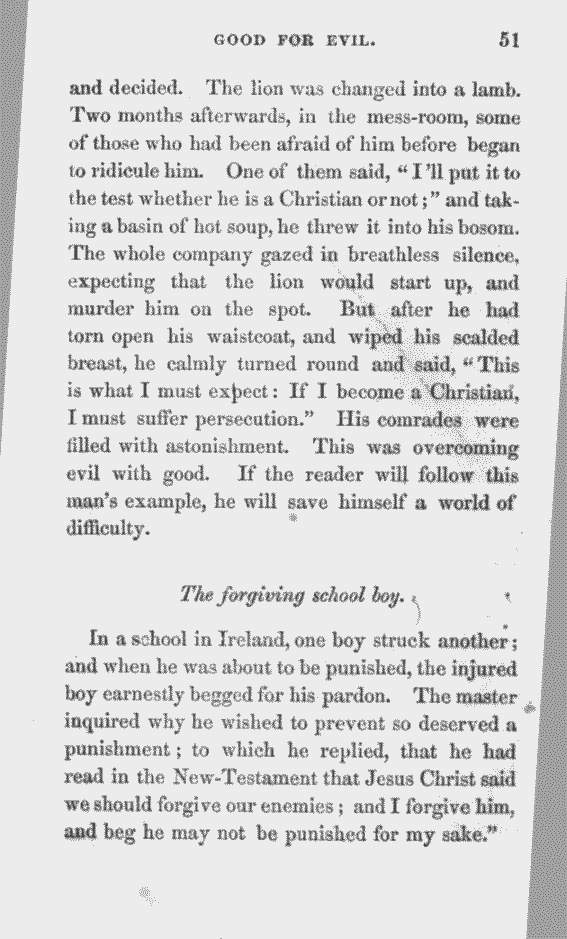 GOOD FOR EVIL. 51
and decided. The lion was changed into a lamb.
Two months afterwards, in the mess-room, some
of those who had been afraid of him before began
to ridicule him. One of them said, "I'll put it to
the test whether he is a Christian or not;" and tak-
ing a basin of hot soup, he threw it into his bosom.
The whole company gazed in breathless silence,
expecting that the lion would start up, and
murder him on the spot. But after he had
torn open his waistcoat, and wiped his scalded
breast, he calmly turned round and said, "This
is what I must expect: If I become a Christian,
I must suffer persecution." His comrades were
filled with astonishment. This was overcoming
evil with good. If the reader will follow this
man's example, he will save himself a world of
difficulty.
The forgiving school boy.
In a school in Ireland, one boy struck another;
and when he was about to be punished, the injured
boy earnestly begged for his pardon. The master
inquired why he wished to prevent so deserved a
punishment; to which he replied, that he had
read in the New-Testament that Jesus Christ said
we should forgive our enemies; and I forgive him,
and beg he may not be punished for my sake."